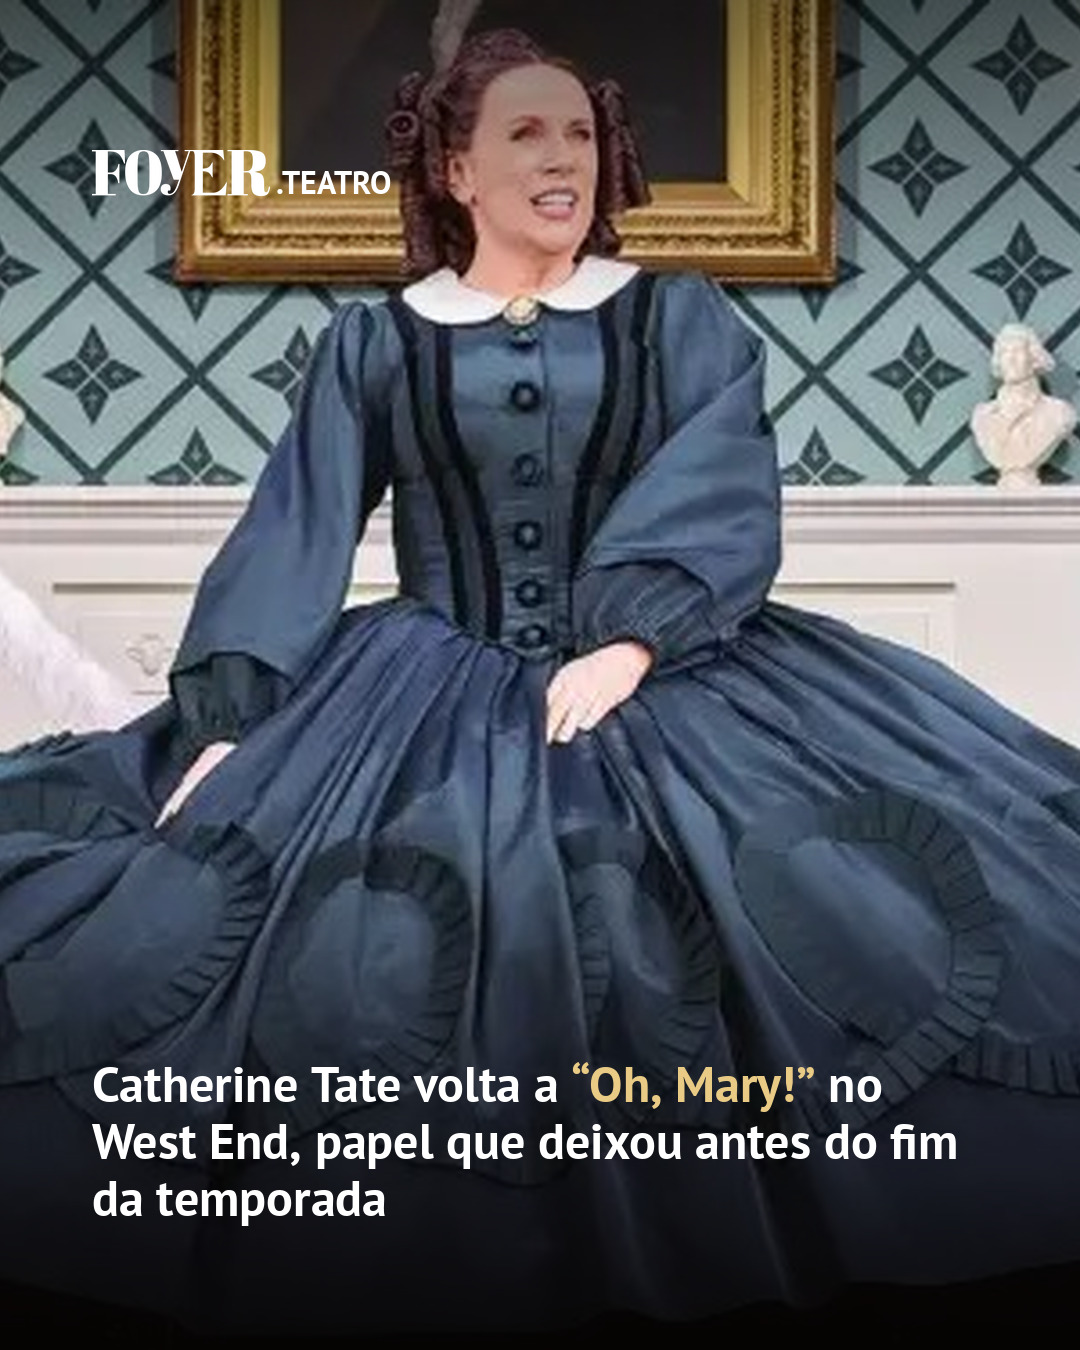 FOYER.TEATRO
Catherine Tate volta a “Oh, Mary!” no
West End, papel que deixou antes do fim
da temporada